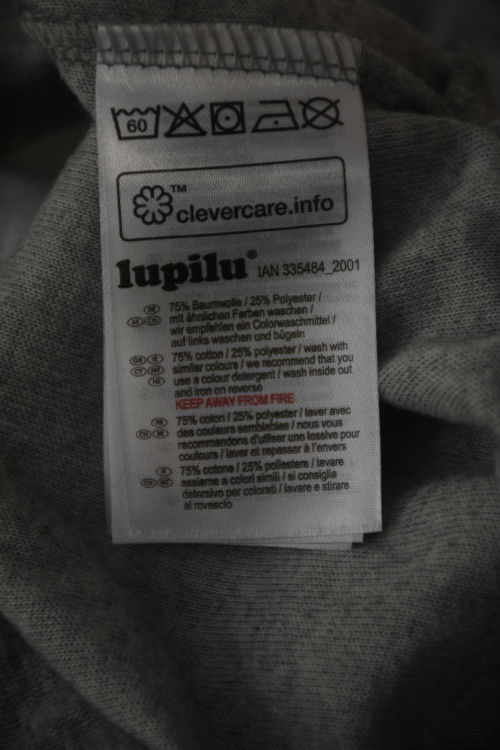 60
TM
clevercare.info
lupilu® IAN 335484_2001
DE AT CH 75% Baumwolle / 25% Polyester /
mit ähnlichen Farben waschen /
wir empfehlen ein Colorwaschmittel /
auf links waschen und bügeln
75% cotton / 25% polyester / wash with
similar colours / we recommend that you
use a colour detergent / wash inside out
and iron on reverse
KEEP AWAY FROM FIRE
75% coton / 25% polyester / laver avec
des couleurs semblables / nous vous
recommandons d'utiliser une lessive pour
couleurs / laver et repasser à l'envers
75% cotone / 25% poliestere / lavare
assieme a colori simili / si consiglia
detersivo per colorati / lavare e stirare
al rovescio